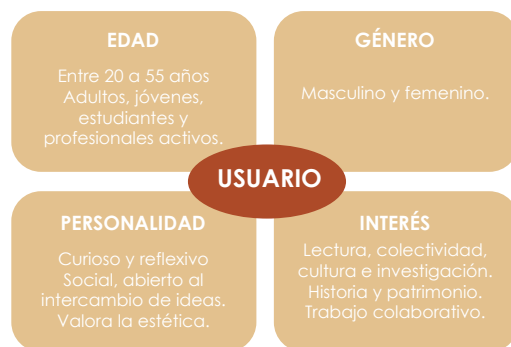 EDAD
Entre 20 a 55 años
Adultos, jóvenes,
estudiantes y
profesionales activos.
GÉNERO
Masculino y femenino.
USUARIO
PERSONALIDAD
Curioso y reflexivo
Social, abierto al
intercambio de ideas.
Valora la estética.
INTERÉS
Lectura, colectividad,
cultura e investigación.
Historia y patrimonio.
Trabajo colaborativo.